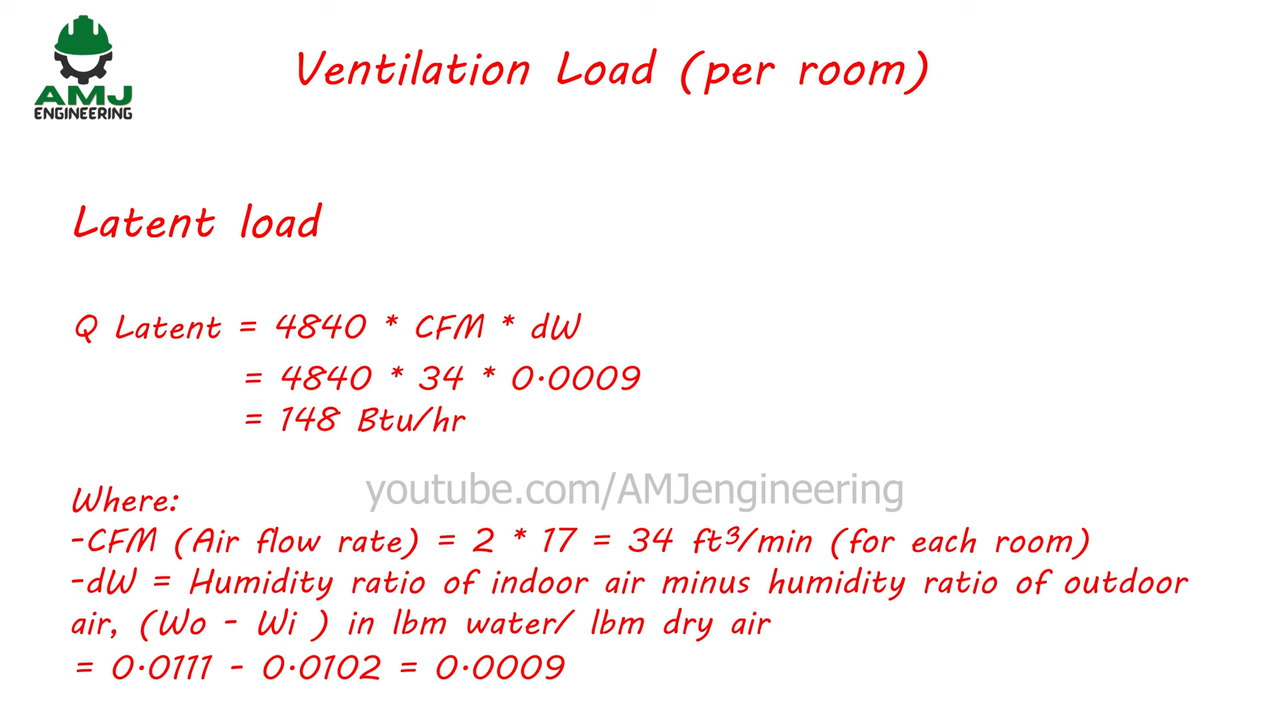 AMJ
ENGINEERING
Ventilation Load (per room)
Latent load
Q Latent = 4840 * CFM * dW
= 4840 * 34 * 0.0009
= 148 Btu/hr
youtube.com/AMJengineering
Where:
-CFM (Air flow rate) = 2 * 17 = 34 ft³/min (for each room)
-dW = Humidity ratio of indoor air minus humidity ratio of outdoor
air, (Wo - Wi ) in lbm water/ lbm dry air
= 0.0111 - 0.0102 = 0.0009